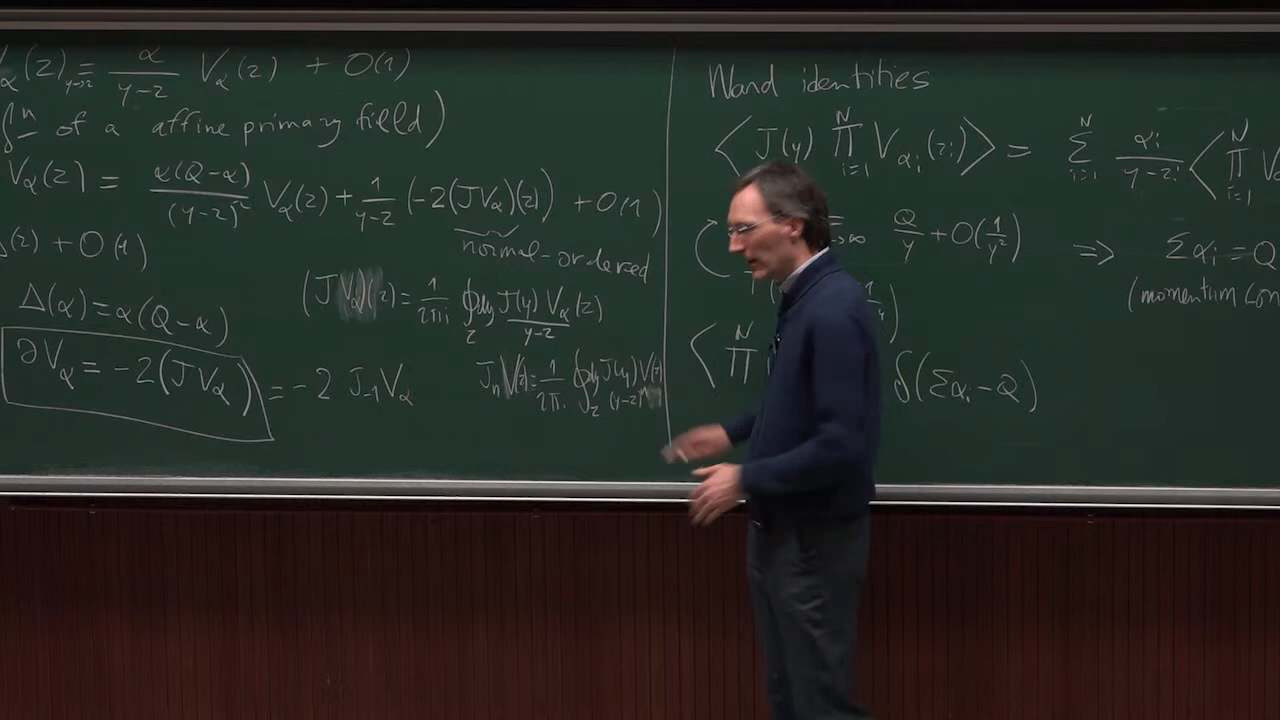 V_α(z) =_{y→z} α/(y-z) V_α(z) + O(1)
of a affine primary field)
V_α(z) = α(Q-α)/(y-z)² V_α(z) + 1/(y-z) (-2(JV_α)(z)) + O(1)
normal-ordered
(z) + O(1)
(J V_α)(z) = 1/2πi ∮_z dy J(y) V_α(z)/(y-z)
Δ(α) = α(Q-α)
∂V_α = -2(JV_α) = -2 J_{-1}V_α
J_n V(z) = 1/2πi ∮_z dy J(y) V(z) (y-z)
Ward identities
⟨J(y) ∏_{i=1}^N V_{α_i}(z_i)⟩ = Σ_{i=1}^N α_i/(y-z_i) ⟨∏_{i=1}^N V
= Q/y + O(1/y²) ⇒ Σα_i = Q
(momentum con
⟨∏^N δ(Σα_i - Q)